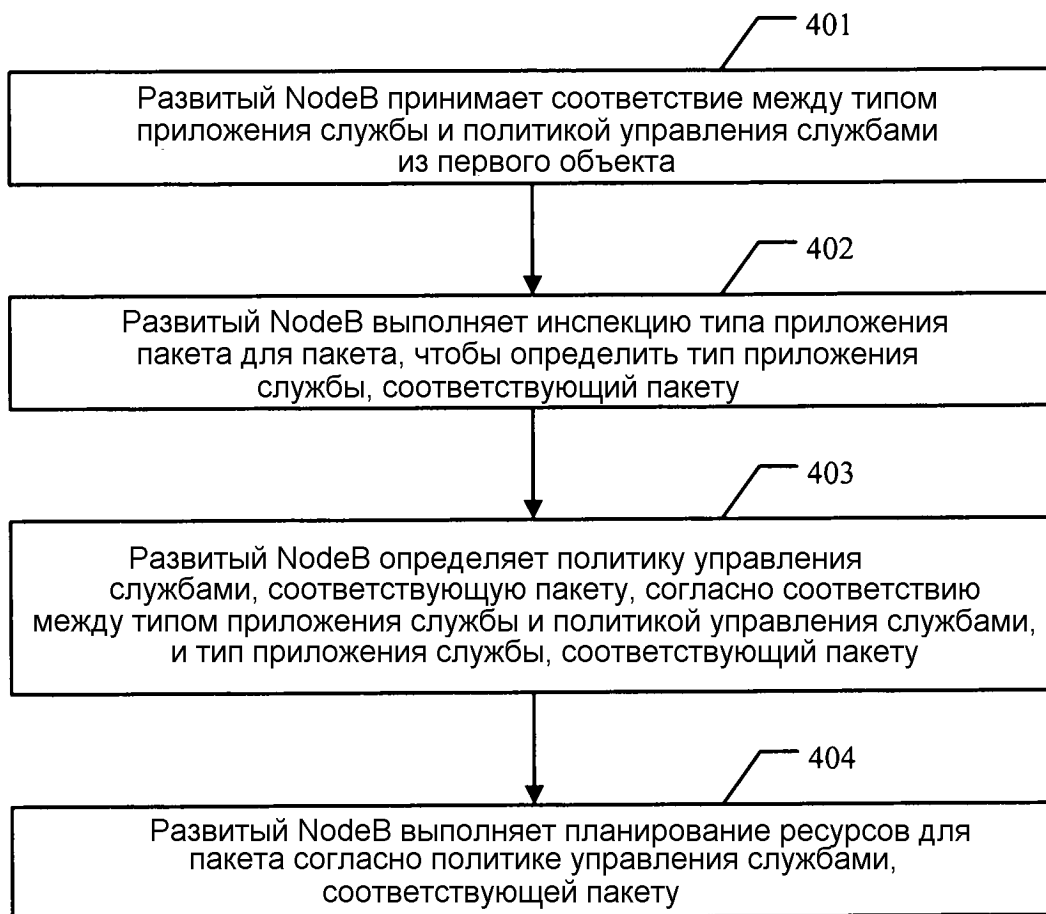 401
Развитый NodeB принимает соответствие между типом
приложения службы и политикой управления службами
из первого объекта
402
Развитый NodeB выполняет инспекцию типа приложения
пакета для пакета, чтобы определить тип приложения
службы, соответствующий пакету
403
Развитый NodeB определяет политику управления
службами, соответствующую пакету, согласно соответствию
между типом приложения службы и политикой управления службами,
и тип приложения службы, соответствующий пакету
404
Развитый NodeB выполняет планирование ресурсов для
пакета согласно политике управления службами,
соответствующей пакету